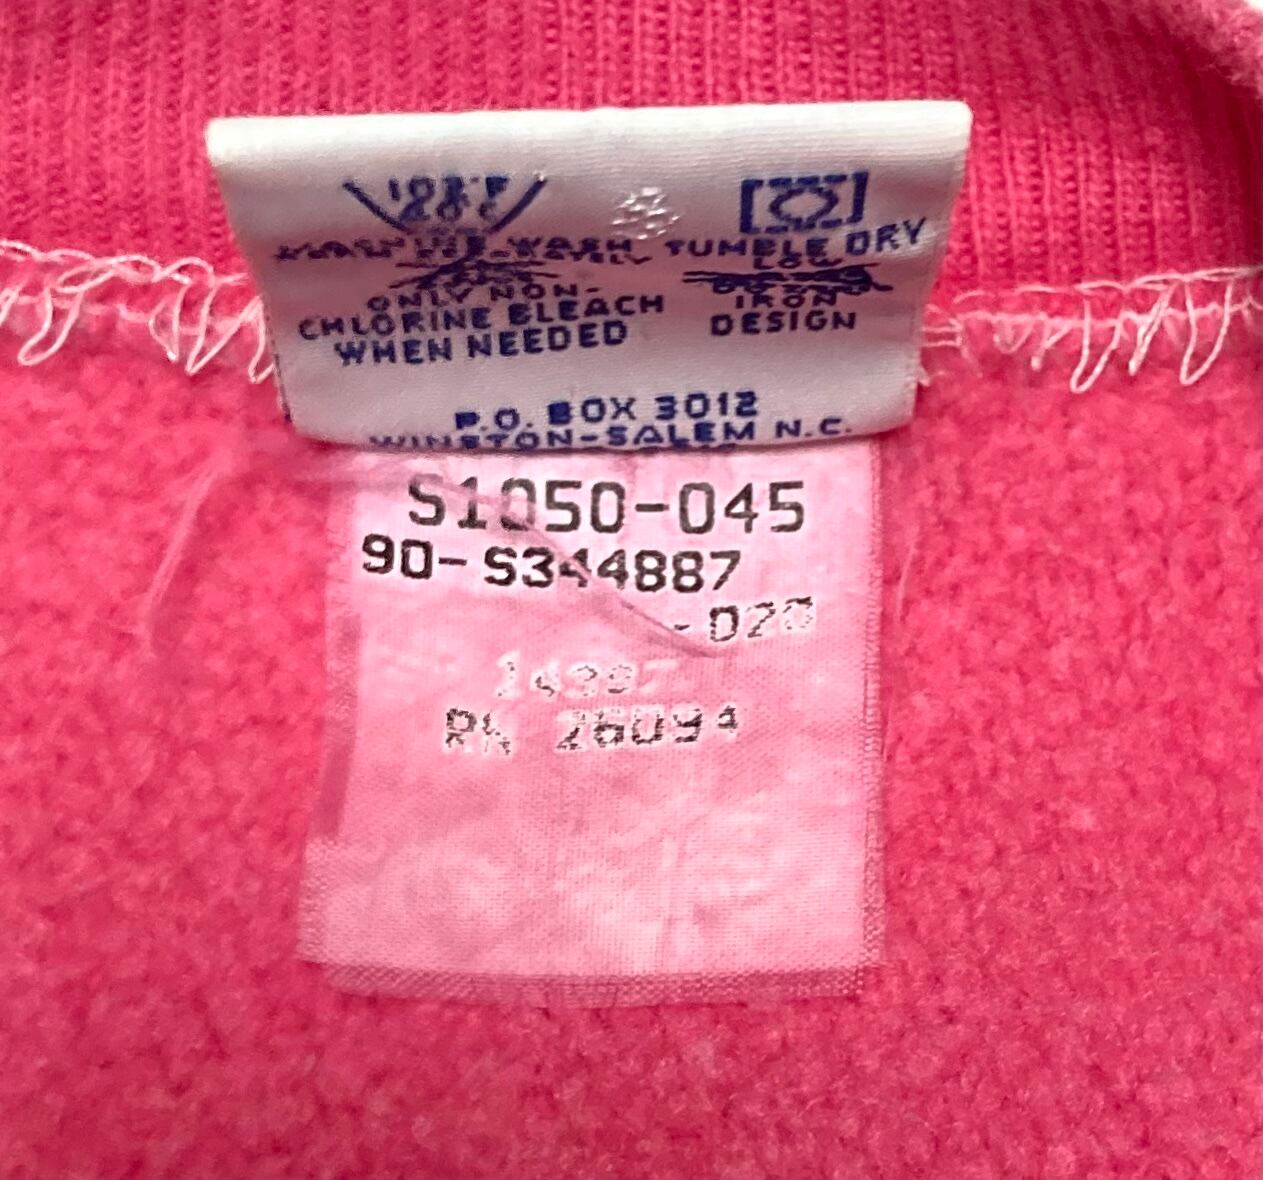 MACHINE WASH
TUMBLE DRY
LOW
ONLY NON-
CHLORINE BLEACH
WHEN NEEDED
IRON
DESIGN
P.O. BOX 3012
WINSTON-SALEM N.C.
S1050-045
90-S344887
-020
RN 26094